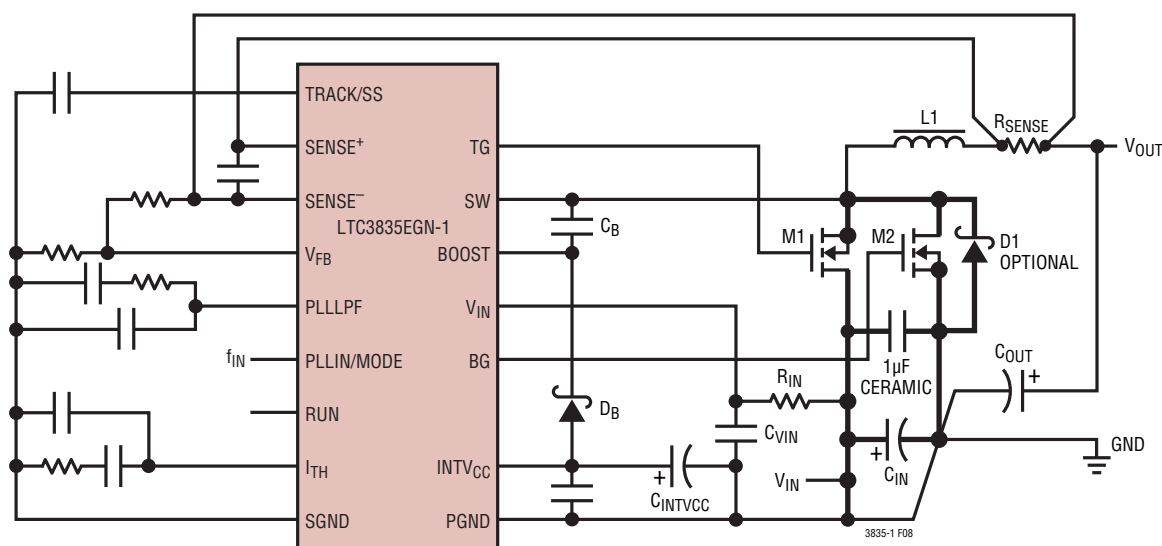 TRACK/SS
SENSE+
SENSE–
LTC3835EGN-1
VFB
PLLLPF
PLLIN/MODE
RUN
ITH
SGND
TG
SW
BOOST
VIN
BG
INTVCC
PGND
fIN
CB
DB
CINTVCC
CVIN
RIN
VIN
M1
M2
L1
RSENSE
VOUT
D1
OPTIONAL
1µF
CERAMIC
COUT
+
CIN
+
+
GND
3835-1 F08